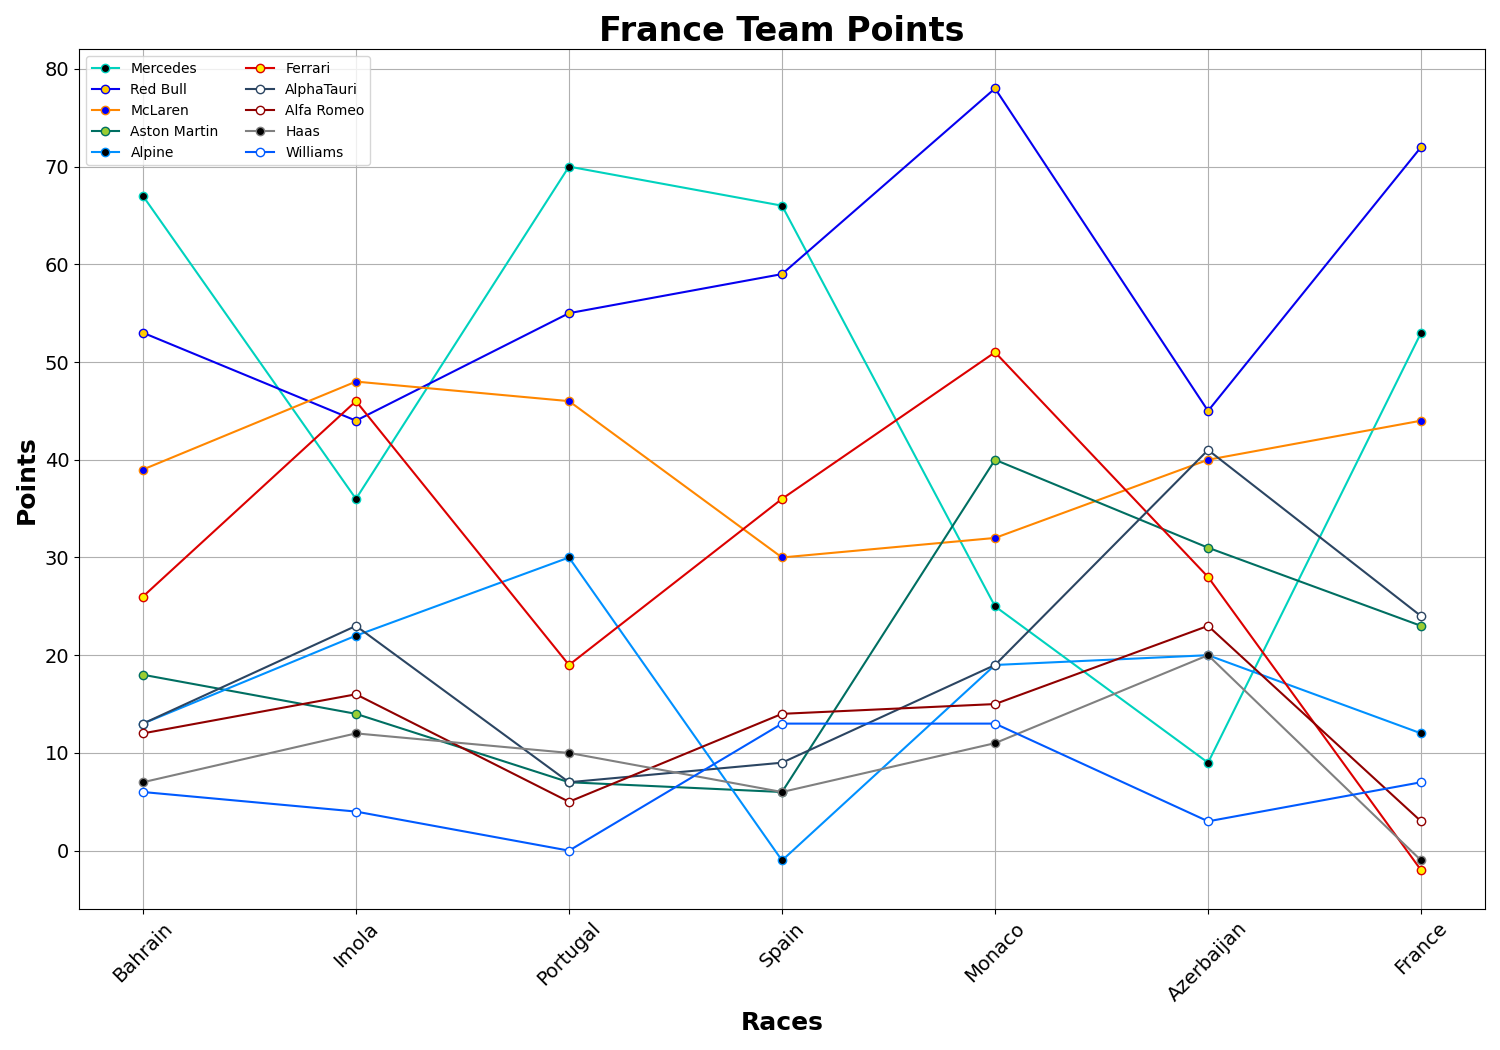 France Team Points
Mercedes
Red Bull
McLaren
Aston Martin
Alpine
Ferrari
AlphaTauri
Alfa Romeo
Haas
Williams
80
70
60
50
40
30
20
10
0
Points
Bahrain
Imola
Portugal
Spain
Monaco
Azerbaijan
France
Races